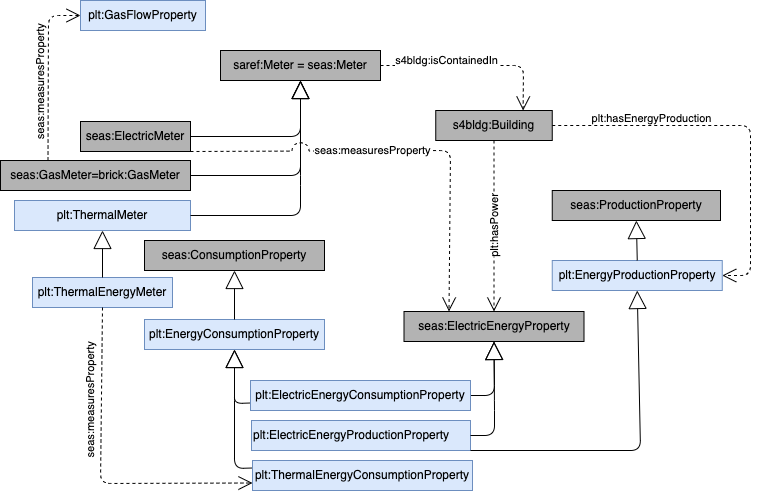 plt:GasFlowProperty
seas:measuresProperty
saref:Meter = seas:Meter
s4bldg:isContainedIn
seas:ElectricMeter
s4bldg:Building
plt:hasEnergyProduction
seas:measuresProperty
seas:GasMeter=brick:GasMeter
plt:ThermalMeter
plt:hasPower
seas:ProductionProperty
seas:ConsumptionProperty
plt:EnergyProductionProperty
plt:ThermalEnergyMeter
plt:EnergyConsumptionProperty
seas:ElectricEnergyProperty
seas:measuresProperty
plt:ElectricEnergyConsumptionProperty
plt:ElectricEnergyProductionProperty
plt:ThermalEnergyConsumptionProperty